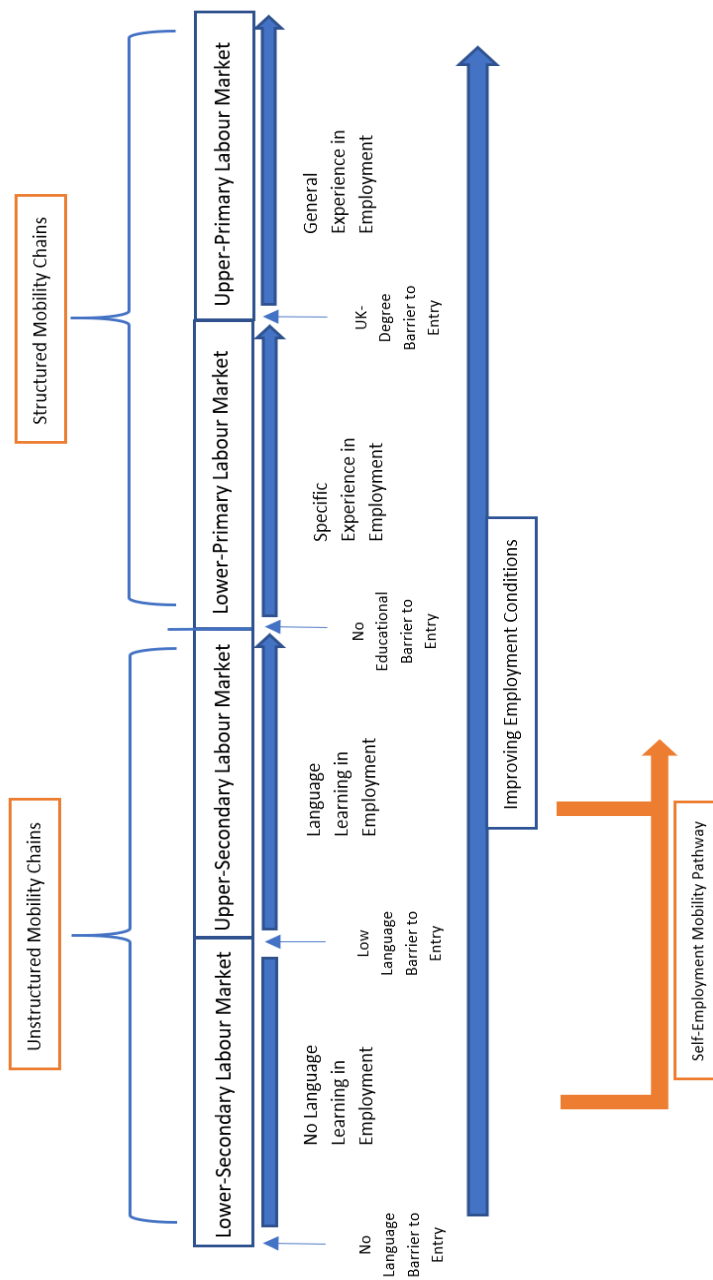 Unstructured Mobility Chains
Structured Mobility Chains
Lower-Secondary Labour Market
Upper-Secondary Labour Market
Lower-Primary Labour Market
Upper-Primary Labour Market
No Language
Learning in
Employment
Language
Learning in
Employment
Specific
Experience in
Employment
General
Experience in
Employment
No
Language
Barrier to
Entry
Low
Language
Barrier to
Entry
No
Educational
Barrier to
Entry
UK-
Degree
Barrier to
Entry
Improving Employment Conditions
Self-Employment Mobility Pathway